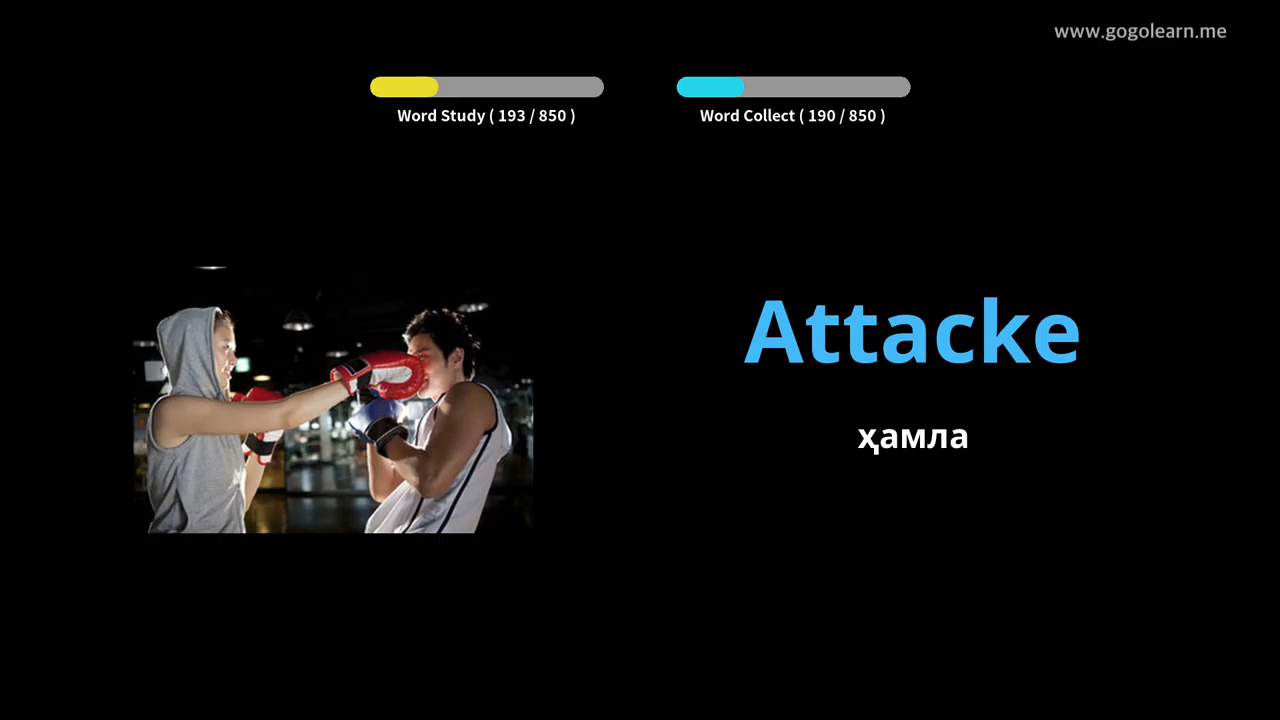 www.gogolearn.me
Word Study ( 193 / 850 )
Word Collect ( 190 / 850 )
Attacke
ҳамла